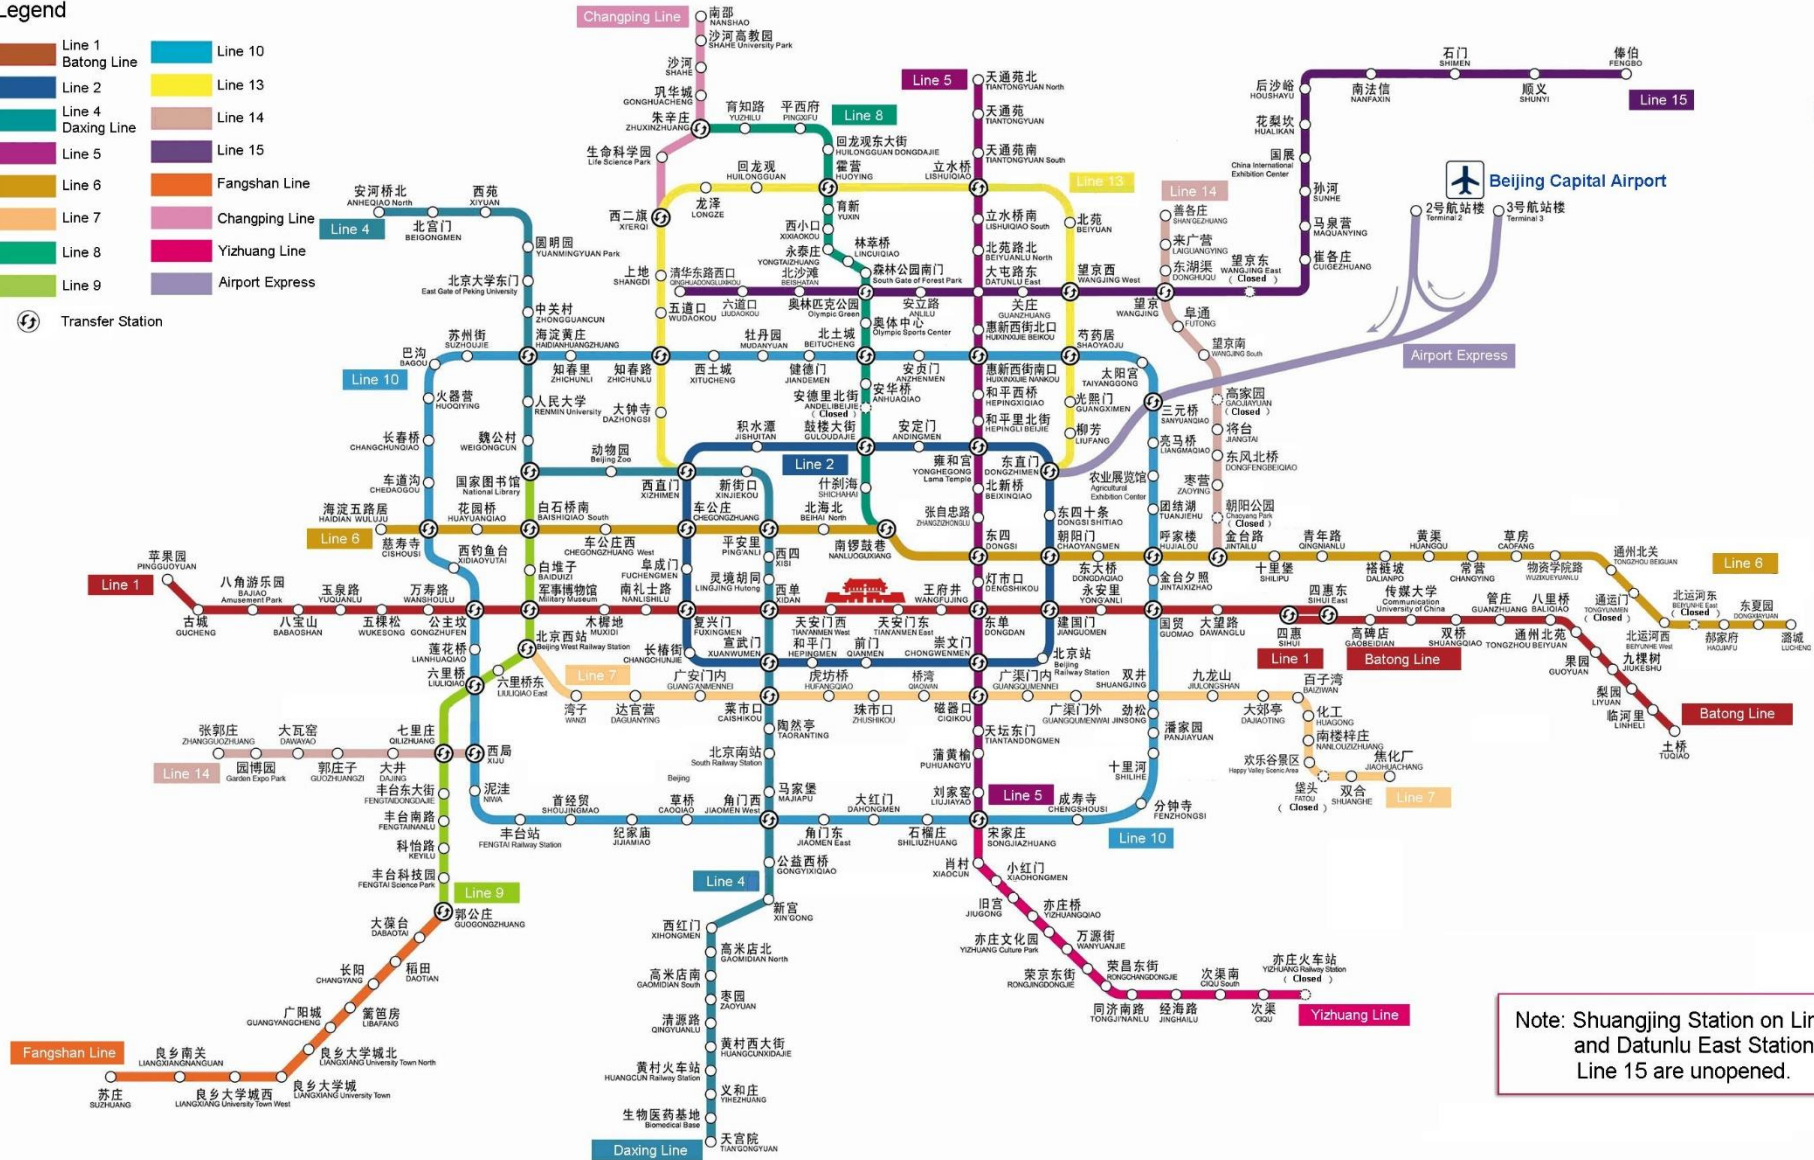 Legend
Line 1
Batong Line
Line 2
Line 4
Daxing Line
Line 5
Line 6
Line 7
Line 8
Line 9
Line 10
Line 13
Line 14
Line 15
Fangshan Line
Changping Line
Yizhuang Line
Airport Express
Transfer Station
Changping Line
南邵
NANSHAO
沙河高教园
SHAHE University Park
沙河
SHAHE
巩华城
GONGHUACHENG
朱辛庄
ZHUXINZHUANG
生命科学园
Life Science Park
西二旗
XI'ERQI
育知路
YUZHILU
平西府
PINGXIFU
Line 8
回龙观东大街
HUILONGGUAN DONGDAJIE
霍营
HUOYING
育新
YUXIN
西小口
XIXIAOKOU
永泰庄
YONGTAIZHUANG
林萃桥
LINCUIQIAO
森林公园南门
South Gate of Forest Park
奥林匹克公园
Olympic Green
奥体中心
Olympic Sports Center
北土城
BEITUCHENG
安华桥
ANHUAQIAO
安德里北街
ANDELIBEIJIE
( Closed )
鼓楼大街
GULOUDAJIE
什刹海
SHICHAHAI
南锣鼓巷
NANLUOGUXIANG
Line 5
天通苑北
TIANTONGYUAN North
天通苑
TIANTONGYUAN
天通苑南
TIANTONGYUAN South
立水桥
LISHUIQIAO
立水桥南
LISHUIQIAO South
北苑路北
BEIYUANLU North
大屯路东
DATUNLU East
惠新西街北口
HUIXINXIJIE BEIKOU
惠新西街南口
HUIXINXIJIE NANKOU
和平西桥
HEPINGXIQIAO
和平里北街
HEPINGLI BEIJIE
雍和宫
YONGHEGONG
Lama Temple
北新桥
BEIXINQIAO
张自忠路
ZHANGZIZHONGLU
东四
DONGSI
灯市口
DENGSHIKOU
东单
DONGDAN
崇文门
CHONGWENMEN
磁器口
CIQIKOU
天坛东门
TIANTANDONGMEN
蒲黄榆
PUHUANGYU
刘家窑
LIUJIAYAO
Line 5
宋家庄
SONGJIAZHUANG
回龙观
HUILONGGUAN
龙泽
LONGZE
Line 13
北苑
BEIYUAN
望京西
WANGJING West
芍药居
SHAOYAOJU
光熙门
GUANGXIMEN
柳芳
LIUFANG
东直门
DONGZHIMEN
上地
SHANGDI
五道口
WUDAOKOU
知春路
ZHICHUNLU
大钟寺
DAZHONGSI
西直门
XIZHIMEN
Line 14
善各庄
SHAN'GEZHUANG
来广营
LAIGUANGYING
东湖渠
DONGHUQU
望京
WANGJING
阜通
FUTONG
望京南
WANGJING South
高家园
GAOJIAYUAN
( Closed )
将台
JIANGTAI
东风北桥
DONGFENGBEIQIAO
枣营
ZAOYING
朝阳公园
Chaoyang Park
( Closed )
金台路
JINTAILU
Line 15
俸伯
FENGBO
顺义
SHUNYI
石门
SHIMEN
南法信
NANFAXIN
后沙峪
HOUSHAYU
花梨坎
HUALIKAN
国展
China International
Exhibition Center
孙河
SUNHE
马泉营
MAQUANYING
崔各庄
CUIGEZHUANG
望京东
WANGJING East
( Closed )
关庄
GUANZHUANG
安立路
ANLILU
北沙滩
BEISHATAN
六道口
LIUDAOKOU
清华东路西口
QINGHUADONGLUXIKOU
Beijing Capital Airport
2号航站楼
Terminal 2
3号航站楼
Terminal 3
Airport Express
Line 4
安河桥北
ANHEQIAO North
北宫门
BEIGONGMEN
西苑
XIYUAN
圆明园
YUANMINGYUAN Park
北京大学东门
East Gate of Peking University
中关村
ZHONGGUANCUN
海淀黄庄
HAIDIANHUANGZHUANG
人民大学
RENMIN University
魏公村
WEIGONGCUN
国家图书馆
National Library
动物园
Beijing Zoo
新街口
XINJIEKOU
平安里
PING'ANLI
西四
XISI
灵境胡同
LINGJING Hutong
西单
XIDAN
宣武门
XUANWUMEN
菜市口
CAISHIKOU
陶然亭
TAORANTING
北京南站
South Railway Station
Beijing
马家堡
MAJIAPU
角门西
JIAOMEN West
公益西桥
GONGYIXIQIAO
Line 4
新宫
XIN'GONG
西红门
XIHONGMEN
高米店北
GAOMIDIAN North
高米店南
GAOMIDIAN South
枣园
ZAOYUAN
清源路
QINGYUANLU
黄村西大街
HUANGCUNXIDAJIE
黄村火车站
HUANGCUN Railway Station
义和庄
YIHEZHUANG
生物医药基地
Biomedical Base
天宫院
TIAN'GONGYUAN
Daxing Line
Line 10
巴沟
BAGOU
苏州街
SUZHOUJIE
知春里
ZHICHUNLI
西土城
XITUCHENG
牡丹园
MUDANYUAN
健德门
JIANDEMEN
安贞门
ANZHENMEN
太阳宫
TAIYANGGONG
三元桥
SANYUANQIAO
亮马桥
LIANGMAQIAO
农业展览馆
Agricultural
Exhibition Center
团结湖
TUANJIEHU
呼家楼
HUJIALOU
金台夕照
JINTAIXIZHAO
国贸
GUOMAO
双井
SHUANGJING
劲松
JINSONG
潘家园
PANJIAYUAN
十里河
SHILIHE
分钟寺
FENZHONGSI
Line 10
成寿寺
CHENGSHOUSI
石榴庄
SHILIUZHUANG
大红门
DAHONGMEN
角门东
JIAOMEN East
草桥
CAOQIAO
纪家庙
JIJIAMIAO
首经贸
SHOUJINGMAO
丰台站
FENGTAI Railway Station
泥洼
NIWA
西局
XIJU
六里桥
LIULIQIAO
莲花桥
LIANHUAQIAO
公主坟
GONGZHUFEN
西钓鱼台
XIDIAOYUTAI
慈寿寺
CISHOUSI
车道沟
CHEDAOGOU
长春桥
CHANGCHUNQIAO
火器营
HUOQIYING
Line 2
积水潭
JISHUITAN
安定门
ANDINGMEN
东四十条
DONGSI SHITIAO
朝阳门
CHAOYANGMEN
建国门
JIANGUOMEN
北京站
Beijing
Railway Station
前门
QIANMEN
和平门
HEPINGMEN
长椿街
CHANGCHUNJIE
复兴门
FUXINGMEN
阜成门
FUCHENGMEN
车公庄
CHEGONGZHUANG
Line 6
海淀五路居
HAIDIAN WULUJU
花园桥
HUAYUANQIAO
白石桥南
BAISHIQIAO South
车公庄西
CHEGONGZHUANG West
北海北
BEIHAI North
东大桥
DONGDAQIAO
十里堡
SHILIPU
青年路
QINGNIANLU
褡裢坡
DALIANPO
黄渠
HUANGQU
常营
CHANGYING
草房
CAOFANG
物资学院路
WUZIXUEYUANLU
通州北关
TONGZHOU BEIGUAN
通运门
TONGYUNMEN
( Closed )
北运河西
BEIYUNHE West
北运河东
BEIYUNHE East
( Closed )
郝家府
HAOJIAFU
东夏园
DONGXIAYUAN
潞城
LUCHENG
Line 6
Line 1
苹果园
PINGGUOYUAN
古城
GUCHENG
八角游乐园
BAJIAO
Amusement Park
八宝山
BABAOSHAN
玉泉路
YUQUANLU
五棵松
WUKESONG
万寿路
WANSHOULU
军事博物馆
Military Museum
木樨地
MUXIDI
南礼士路
NANLISHILU
天安门西
TIAN'ANMEN West
天安门东
TIAN'ANMEN East
王府井
WANGFUJING
永安里
YONG'ANLI
大望路
DAWANGLU
四惠
SIHUI
四惠东
SIHUI East
Line 1
Batong Line
高碑店
GAOBEIDIAN
传媒大学
Communication
University of China
双桥
SHUANGQIAO
管庄
GUANZHUANG
八里桥
BALIQIAO
通州北苑
TONGZHOU BEIYUAN
果园
GUOYUAN
九棵树
JIUKESHU
梨园
LIYUAN
临河里
LINHELI
土桥
TUQIAO
Batong Line
白堆子
BAIDUIZI
北京西站
Beijing West Railway Station
六里桥东
LIULIQIAO East
七里庄
QILIZHUANG
丰台东大街
FENGTAIDONGDAJIE
丰台南路
FENGTAINANLU
科怡路
KEYILU
丰台科技园
FENGTAI Science Park
Line 9
郭公庄
GUOGONGZHUANG
Line 7
湾子
WANZI
达官营
DAGUANYING
广安门内
GUANG'ANMENNEI
虎坊桥
HUFANGQIAO
珠市口
ZHUSHIKOU
桥湾
QIAOWAN
广渠门内
GUANGQUMENNEI
广渠门外
GUANGQUMENWAI
九龙山
JIULONGSHAN
大郊亭
DAJIAOTING
百子湾
BAIZIWAN
化工
HUAGONG
南楼梓庄
NANLOUZIZHUANG
欢乐谷景区
Happy Valley Scenic Area
垡头
FATOU
( Closed )
双合
SHUANGHE
焦化厂
JIAOHUACHANG
Line 7
Line 14
张郭庄
ZHANGGUOZHUANG
园博园
Garden Expo Park
大瓦窑
DAWAYAO
郭庄子
GUOZHUANGZI
大井
DAJING
Fangshan Line
大葆台
DABAOTAI
稻田
DAOTIAN
长阳
CHANGYANG
篱笆房
LIBAFANG
广阳城
GUANGYANGCHENG
良乡大学城北
LIANGXIANG University Town North
良乡大学城
LIANGXIANG University Town
良乡大学城西
LIANGXIANG University Town West
良乡南关
LIANGXIANGNANGUAN
苏庄
SUZHUANG
肖村
XIAOCUN
小红门
XIAOHONGMEN
旧宫
JIUGONG
亦庄桥
YIZHUANGQIAO
亦庄文化园
YIZHUANG Culture Park
万源街
WANYUANJIE
荣京东街
RONGJINGDONGJIE
荣昌东街
RONGCHANGDONGJIE
同济南路
TONGJI'NANLU
经海路
JINGHAILU
次渠南
CIQU South
次渠
CIQU
亦庄火车站
YIZHUANG Railway Station
( Closed )
Yizhuang Line
Note: Shuangjing Station on Lin
and Datunlu East Station
Line 15 are unopened.